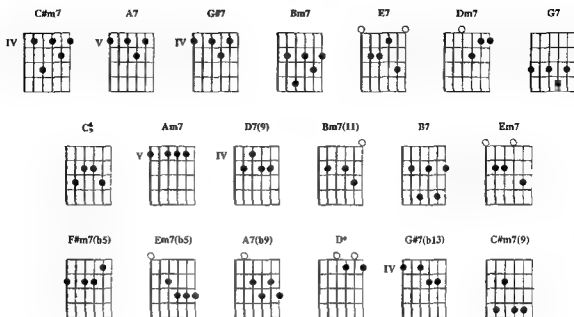 C#m7 A7 G#7 Bm7 E7 Dm7 G7
IV V IV
Am7 D7(9) Bm7(11) B7 Em7
V IV
F#m7(b5) Em7(b5) A7(b9) D° G#7(b13) C#m7(9)
IV